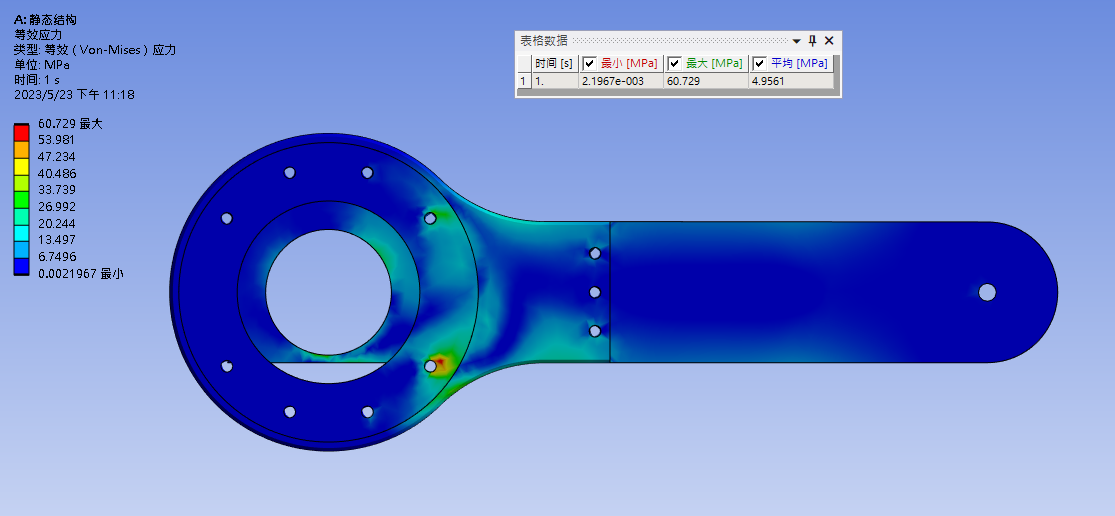 A: 静态结构
等效应力
类型: 等效 ( Von-Mises ) 应力
单位: MPa
时间: 1 s
2023/5/23 下午 11:18
60.729 最大
53.981
47.234
40.486
33.739
26.992
20.244
13.497
6.7496
0.0021967 最小
表格数据
时间 [s] 最小 [MPa] 最大 [MPa] 平均 [MPa]
1 1. 2.1967e-003 60.729 4.9561